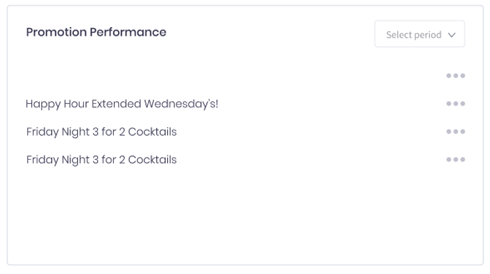 Promotion Performance
Select period
Happy Hour Extended Wednesday's!
Friday Night 3 for 2 Cocktails
Friday Night 3 for 2 Cocktails